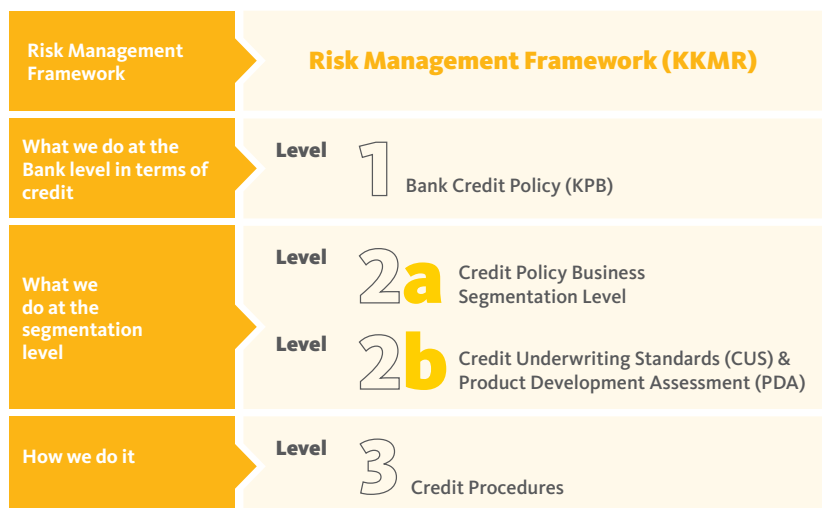 Risk Management
Framework
Risk Management Framework (KKMR)
What we do at the
Bank level in terms of
credit
Level 1
Bank Credit Policy (KPB)
What we
do at the
segmentation
level
Level 2a
Credit Policy Business
Segmentation Level
Level 2b
Credit Underwriting Standards (CUS) &
Product Development Assessment (PDA)
How we do it
Level 3
Credit Procedures